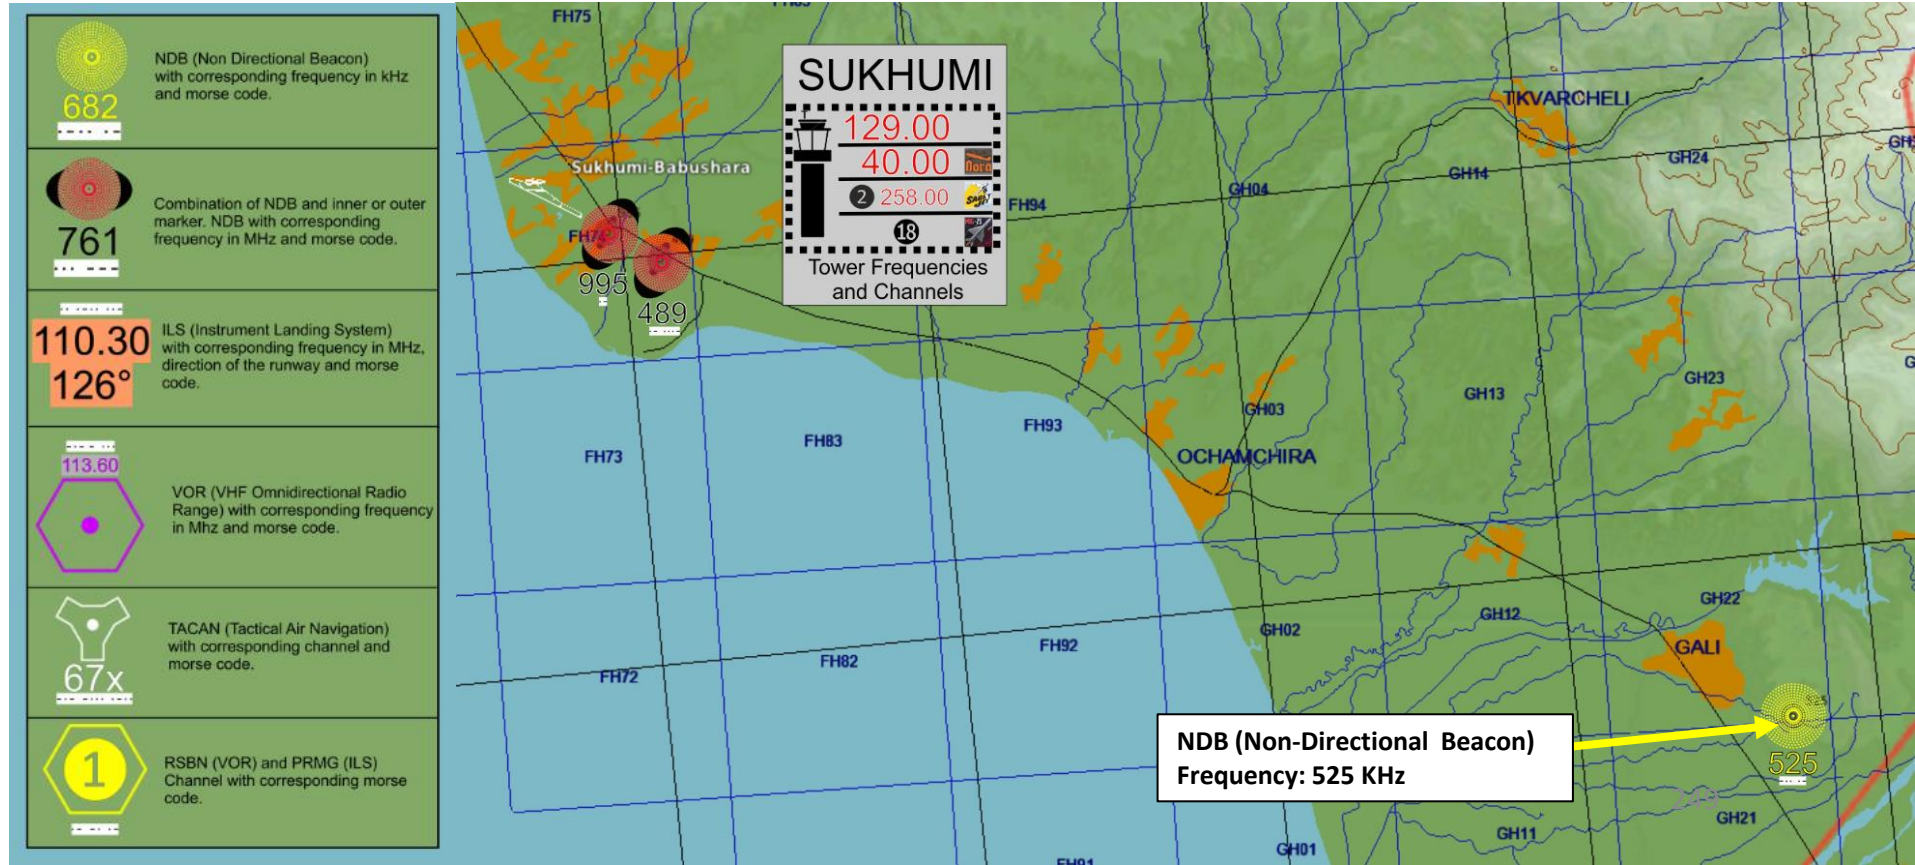 NDB (Non Directional Beacon)
with corresponding frequency in kHz
and morse code.
682
Combination of NDB and inner or outer
marker. NDB with corresponding
frequency in MHz and morse code.
761
110.30
126°
ILS (Instrument Landing System)
with corresponding frequency in MHz,
direction of the runway and morse
code.
113.60
VOR (VHF Omnidirectional Radio
Range) with corresponding frequency
in Mhz and morse code.
TACAN (Tactical Air Navigation)
with corresponding channel and
morse code.
67x
1
RSBN (VOR) and PRMG (ILS)
Channel with corresponding morse
code.
FH75
SUKHUMI
129.00
40.00
2 258.00
18
Tower Frequencies
and Channels
TKVARCHELI
Sukhumi-Babushara
GH24
GH14
GH04
FH94
995
489
GH23
GH13
GH03
FH93
FH83
FH73
OCHAMCHIRA
GH22
GH12
GH02
FH92
FH82
FH72
GALI
NDB (Non-Directional Beacon)
Frequency: 525 KHz
525
GH21
GH11
GH01
FH91